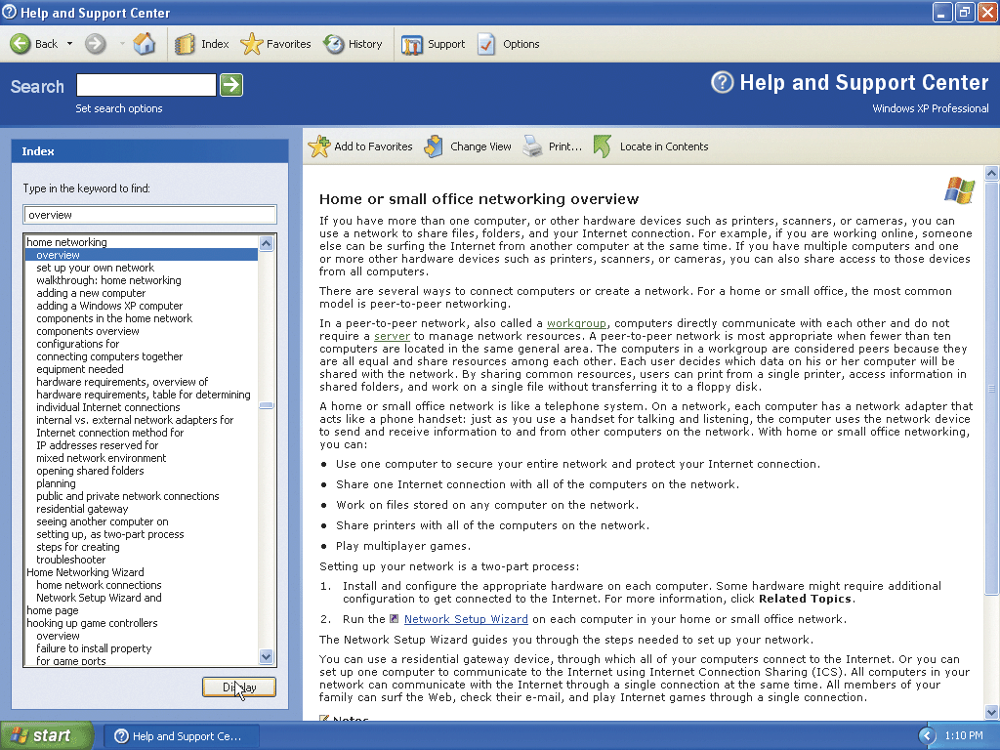 Help and Support Center
Back
Index
Favorites
History
Support
Options
Search
Set search options
Help and Support Center
Windows XP Professional
Index
Type in the keyword to find:
overview
home networking
overview
set up your own network
walkthrough: home networking
adding a new computer
adding a Windows XP computer
components in the home network
components overview
configurations for
connecting computers together
equipment needed
hardware requirements, overview of
hardware requirements, table for determining
individual Internet connections
internal vs. external network adapters for
Internet connection method for
IP addresses reserved for
mixed network environment
opening shared folders
planning
public and private network connections
residential gateway
seeing another computer on
setting up, as two-part process
steps for creating
troubleshooter
Home Networking Wizard
home network connections
Network Setup Wizard and
home page
hooking up game controllers
overview
failure to install property
for game ports
Display
Add to Favorites
Change View
Print...
Locate in Contents
Home or small office networking overview
If you have more than one computer, or other hardware devices such as printers, scanners, or cameras, you can
use a network to share files, folders, and your Internet connection. For example, if you are working online, someone
else can be surfing the Internet from another computer at the same time. If you have multiple computers and one
or more other hardware devices such as printers, scanners, or cameras, you can also share access to those devices
from all computers.
There are several ways to connect computers or create a network. For a home or small office, the most common
model is peer-to-peer networking.
In a peer-to-peer network, also called a workgroup, computers directly communicate with each other and do not
require a server to manage network resources. A peer-to-peer network is most appropriate when fewer than ten
computers are located in the same general area. The computers in a workgroup are considered peers because they
are all equal and share resources among each other. Each user decides which data on his or her computer will be
shared with the network. By sharing common resources, users can print from a single printer, access information in
shared folders, and work on a single file without transferring it to a floppy disk.
A home or small office network is like a telephone system. On a network, each computer has a network adapter that
acts like a phone handset: just as you use a handset for talking and listening, the computer uses the network device
to send and receive information to and from other computers on the network. With home or small office networking,
you can:
• Use one computer to secure your entire network and protect your Internet connection.
• Share one Internet connection with all of the computers on the network.
• Work on files stored on any computer on the network.
• Share printers with all of the computers on the network.
• Play multiplayer games.
Setting up your network is a two-part process:
1. Install and configure the appropriate hardware on each computer. Some hardware might require additional
configuration to get connected to the Internet. For more information, click Related Topics.
2. Run the Network Setup Wizard on each computer in your home or small office network.
The Network Setup Wizard guides you through the steps needed to set up your network.
You can use a residential gateway device, through which all of your computers connect to the Internet. Or you can
set up one computer to communicate to the Internet using Internet Connection Sharing (ICS). All computers in your
network can communicate with the Internet through a single connection at the same time. All members of your
family can surf the Web, check their e-mail, and play Internet games through a single connection.
Notes
start
Help and Support Ce...
1:10 PM